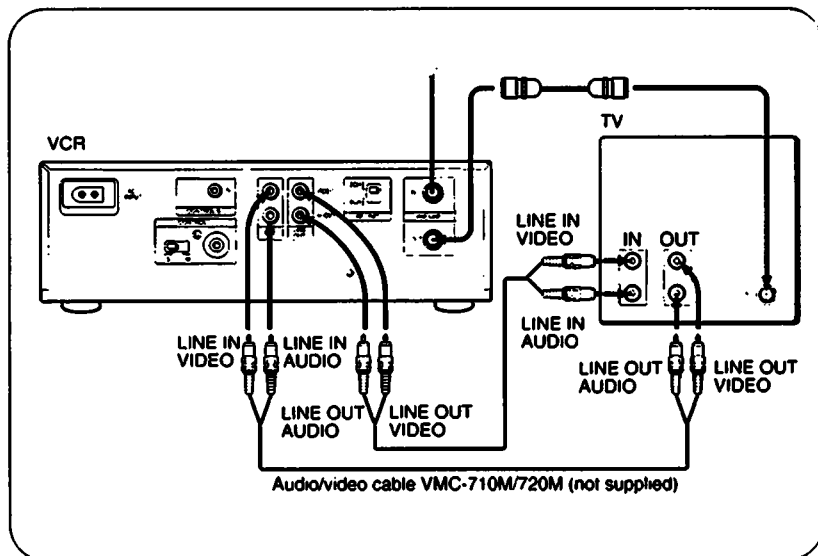 TV
VCR
LINE IN
VIDEO
IN OUT
LINE IN
AUDIO
LINE IN
VIDEO
LINE IN
AUDIO
LINE OUT
AUDIO
LINE OUT
VIDEO
LINE OUT
AUDIO
LINE OUT
VIDEO
Audio/video cable VMC-710M/720M (not supplied)